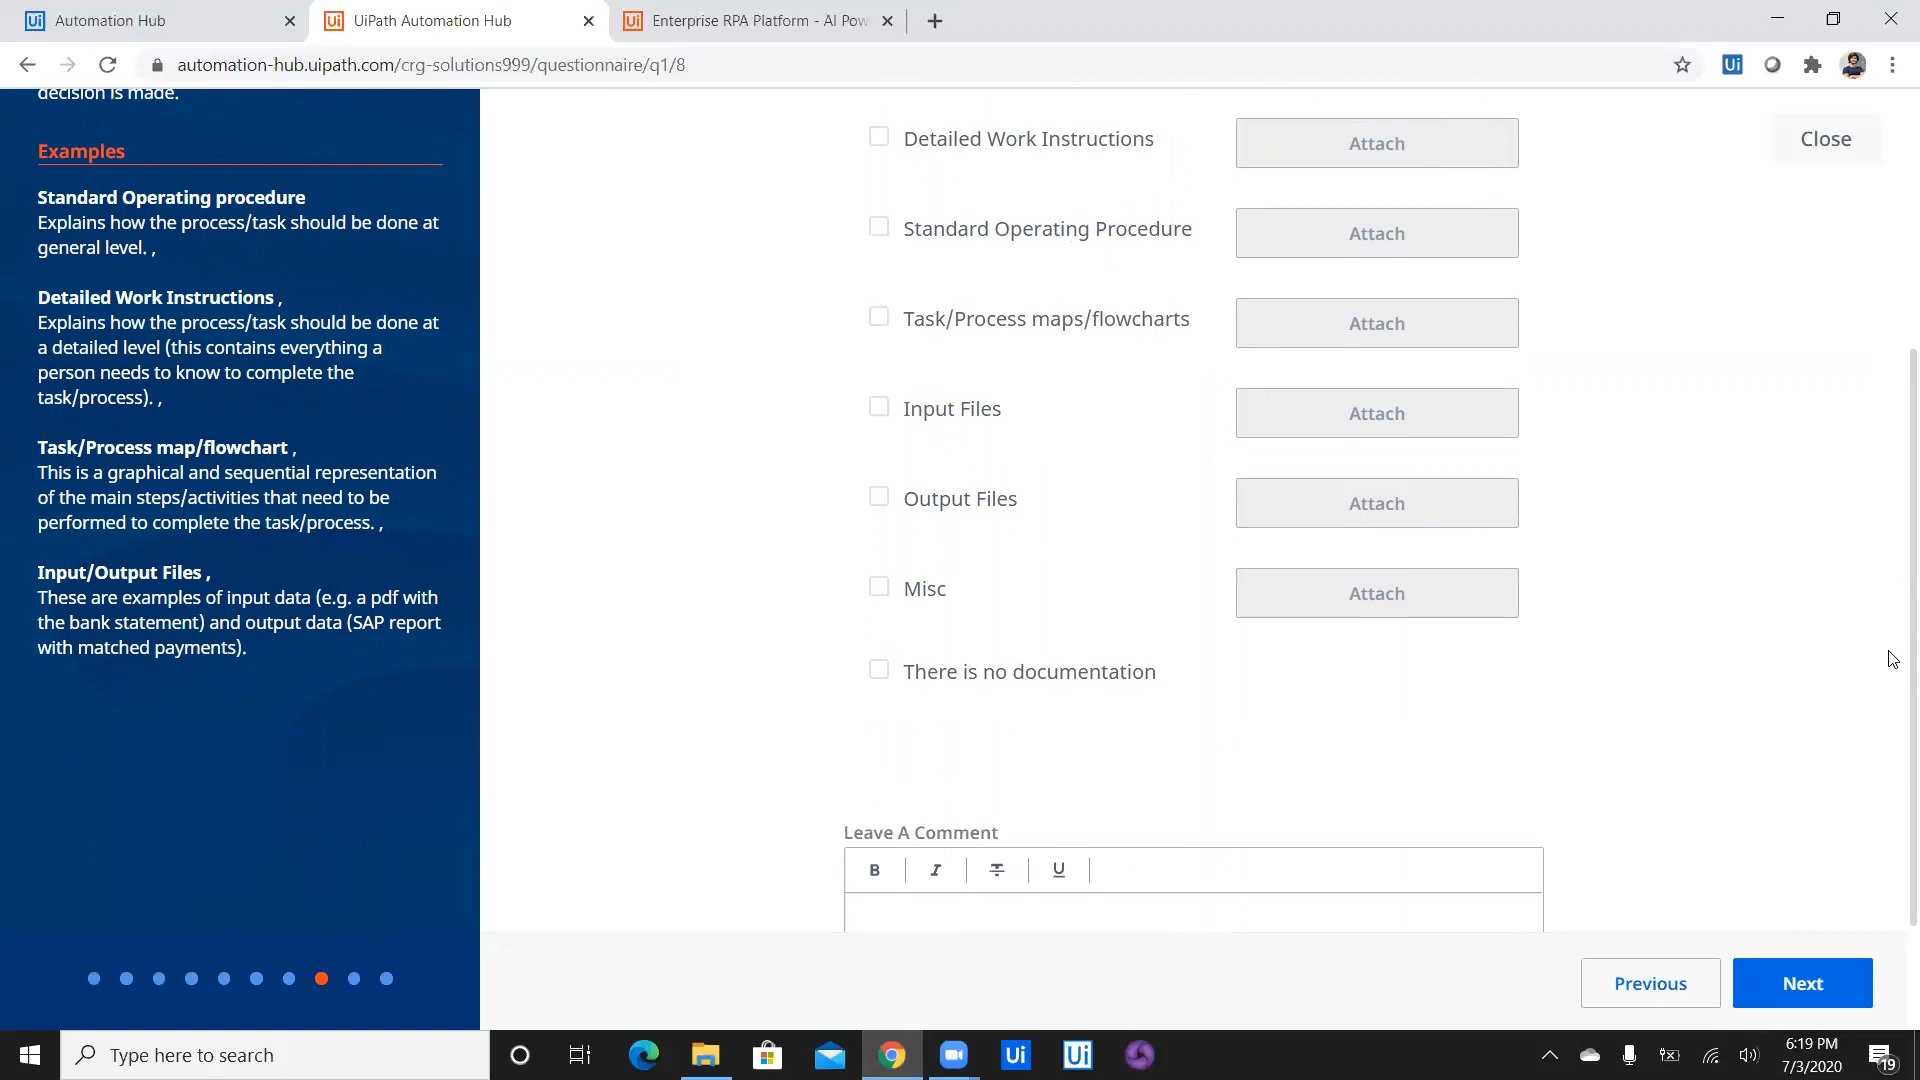 Automation Hub
UiPath Automation Hub
Enterprise RPA Platform - AI Pow
automation-hub.uipath.com/crg-solutions999/questionnaire/q1/8
Ui
decision is made.
Examples
Standard Operating procedure
Explains how the process/task should be done at
general level. ,
Detailed Work Instructions ,
Explains how the process/task should be done at
a detailed level (this contains everything a
person needs to know to complete the
task/process). ,
Task/Process map/flowchart ,
This is a graphical and sequential representation
of the main steps/activities that need to be
performed to complete the task/process. ,
Input/Output Files ,
These are examples of input data (e.g. a pdf with
the bank statement) and output data (SAP report
with matched payments).
Detailed Work Instructions Attach
Close
Standard Operating Procedure Attach
Task/Process maps/flowcharts Attach
Input Files Attach
Output Files Attach
Misc Attach
There is no documentation
Leave A Comment
B I T U
Previous
Next
Type here to search
Ui
Ui
6:19 PM
7/3/2020
19